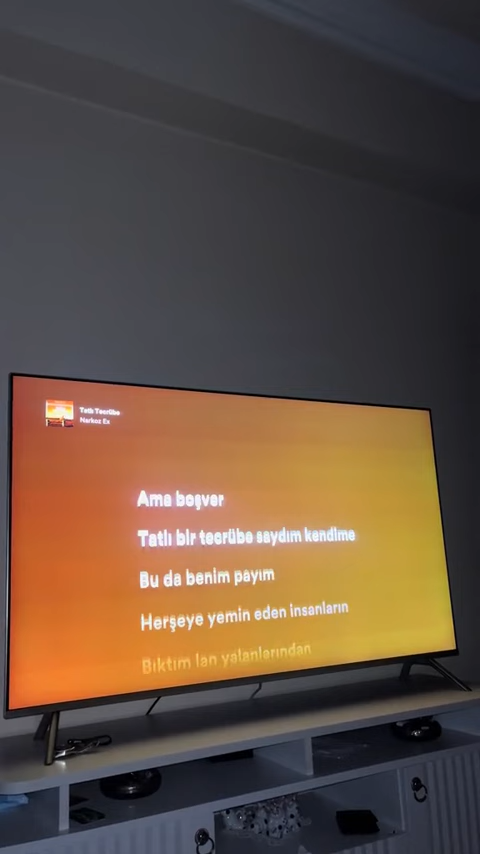 Tatlı Tecrübe
Narkoz Ex
Ama boşver
Tatlı bir tecrübe saydım kendime
Bu da benim payım
Herşeye yemin eden insanların
Bıktım lan yalanlarından